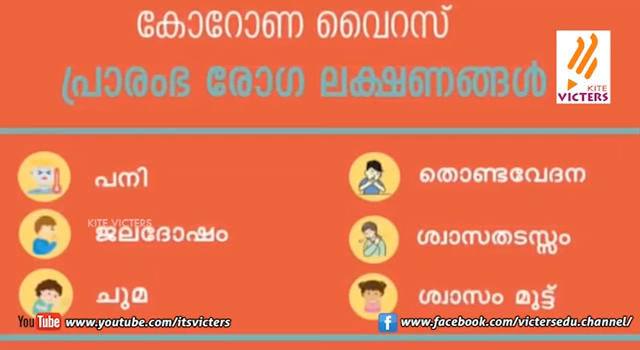 കോറോണ വൈറസ്
പ്രാരംഭ രോഗ ലക്ഷണങ്ങൾ
KITE
VICTERS
പനി
തൊണ്ടവേദന
KITE VICTERS
ജലദോഷം
ശ്വാസതടസ്സം
ചുമ
ശ്വാസം മുട്ട്
YouTube www.youtube.com/itsvicters
f www.facebook.com/victersedu.channel/